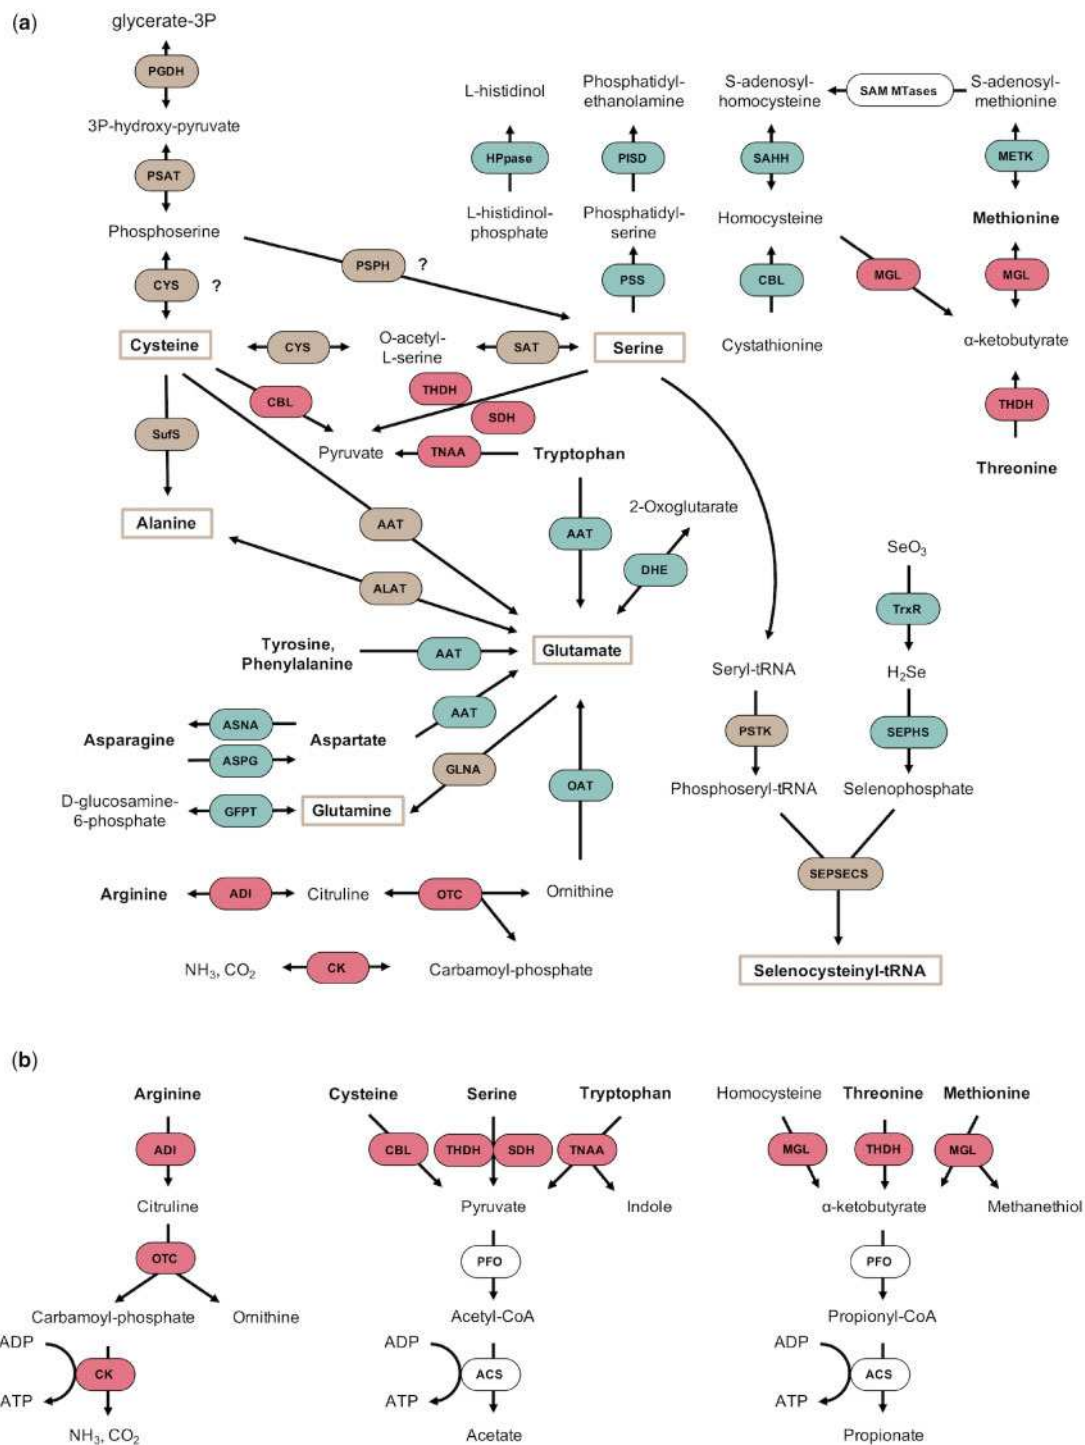 (a)
glycerate-3P
PGDH
3P-hydroxy-pyruvate
PSAT
Phosphoserine
CYS
?
PSPH
?
L-histidinol
HPpase
L-histidinol-
phosphate
Phosphatidyl-
ethanolamine
PISD
Phosphatidyl-
serine
PSS
S-adenosyl-
homocysteine
SAM MTases
S-adenosyl-
methionine
SAHH
METK
Homocysteine
Methionine
CBL
MGL
MGL
Cysteine
CYS
O-acetyl-
L-serine
SAT
Serine
Cystathionine
α-ketobutyrate
CBL
THDH
SDH
THDH
SufS
Pyruvate
TNAA
Tryptophan
Threonine
Alanine
AAT
AAT
2-Oxoglutarate
DHE
SeO3
ALAT
TrxR
Tyrosine,
Phenylalanine
AAT
Glutamate
Seryl-tRNA
H2Se
Asparagine
ASNA
ASPG
Aspartate
AAT
PSTK
SEPHS
GLNA
OAT
Phosphoseryl-tRNA
Selenophosphate
D-glucosamine-
6-phosphate
GFPT
Glutamine
SEPSECS
Arginine
ADI
Citruline
OTC
Ornithine
NH3, CO2
CK
Carbamoyl-phosphate
Selenocysteinyl-tRNA
(b)
Arginine
ADI
Citruline
OTC
Carbamoyl-phosphate
Ornithine
ADP
CK
ATP
NH3, CO2
Cysteine
Serine
Tryptophan
CBL
THDH
SDH
TNAA
Pyruvate
Indole
PFO
Acetyl-CoA
ADP
ACS
ATP
Acetate
Homocysteine
Threonine
Methionine
MGL
THDH
MGL
α-ketobutyrate
Methanethiol
PFO
Propionyl-CoA
ADP
ACS
ATP
Propionate